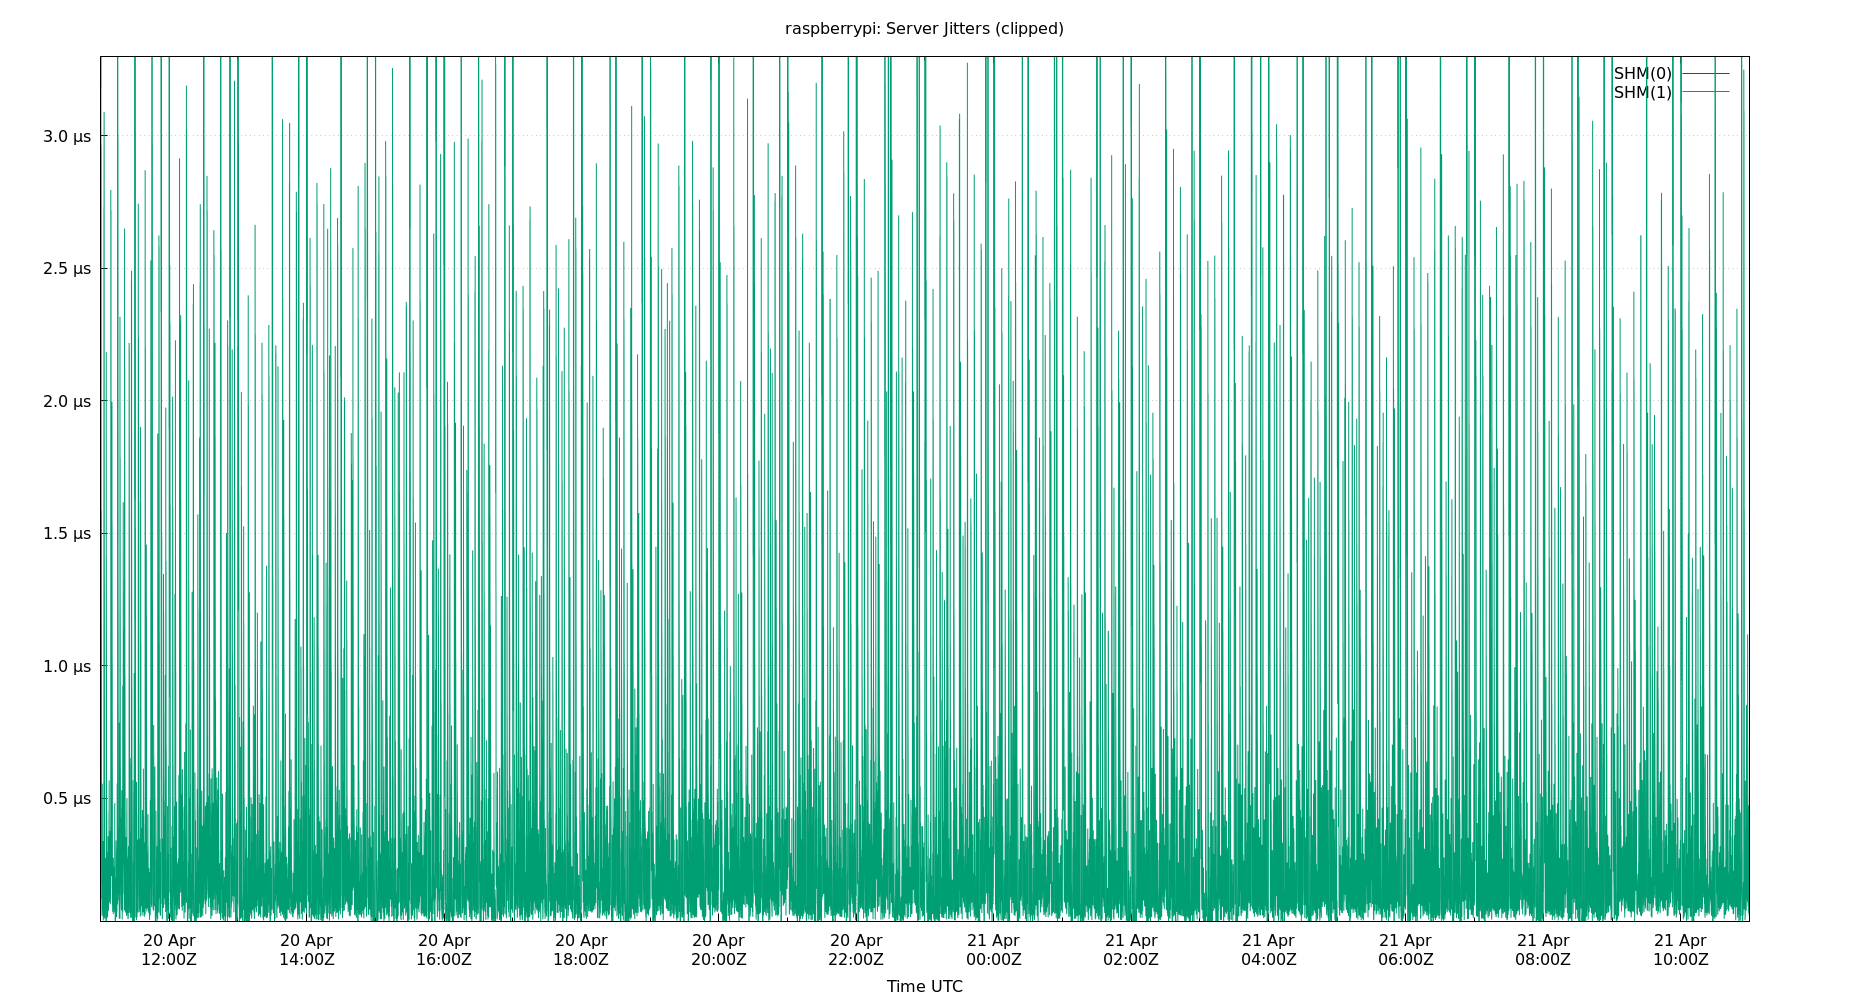 raspberrypi: Server Jitters (clipped)
SHM(0)
SHM(1)
3.0 µs
2.5 µs
2.0 µs
1.5 µs
1.0 µs
0.5 µs
20 Apr 20 Apr 20 Apr 20 Apr 20 Apr 20 Apr 21 Apr 21 Apr 21 Apr 21 Apr 21 Apr 21 Apr
12:00Z 14:00Z 16:00Z 18:00Z 20:00Z 22:00Z 00:00Z 02:00Z 04:00Z 06:00Z 08:00Z 10:00Z
Time UTC